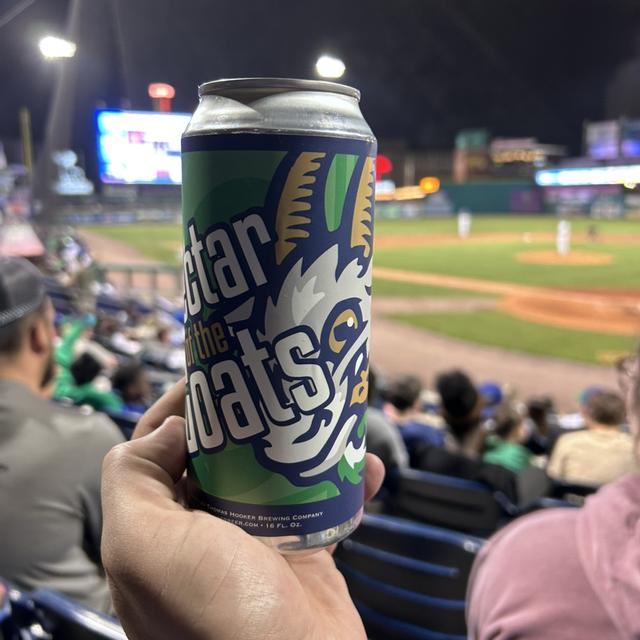 ctar
of the
oats
Thomas Hooker Brewing Company
16 Fl. Oz.